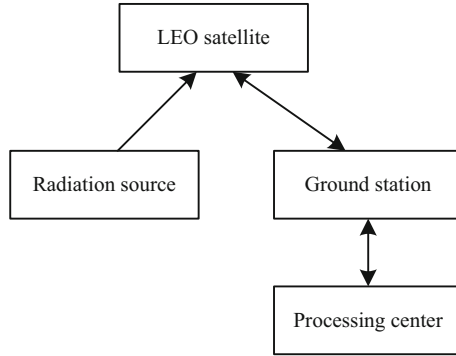 LEO satellite
Radiation source
Ground station
Processing center